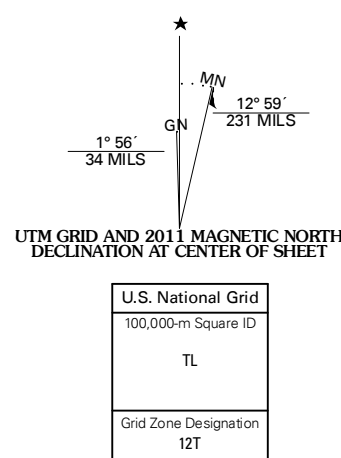 ★
MN
12° 59´
231 MILS
GN
1° 56´
34 MILS
UTM GRID AND 2011 MAGNETIC NORTH
DECLINATION AT CENTER OF SHEET
U.S. National Grid
100,000-m Square ID
TL
Grid Zone Designation
12T